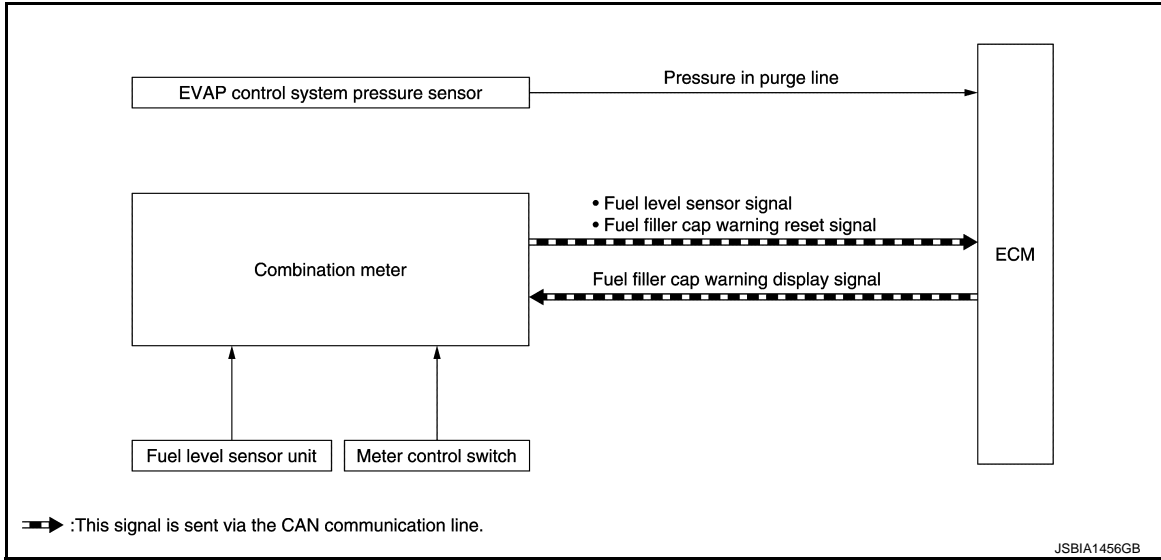 EVAP control system pressure sensor
Pressure in purge line
• Fuel level sensor signal
• Fuel filler cap warning reset signal
Combination meter
ECM
Fuel filler cap warning display signal
Fuel level sensor unit
Meter control switch
:This signal is sent via the CAN communication line.
JSBIA1456GB